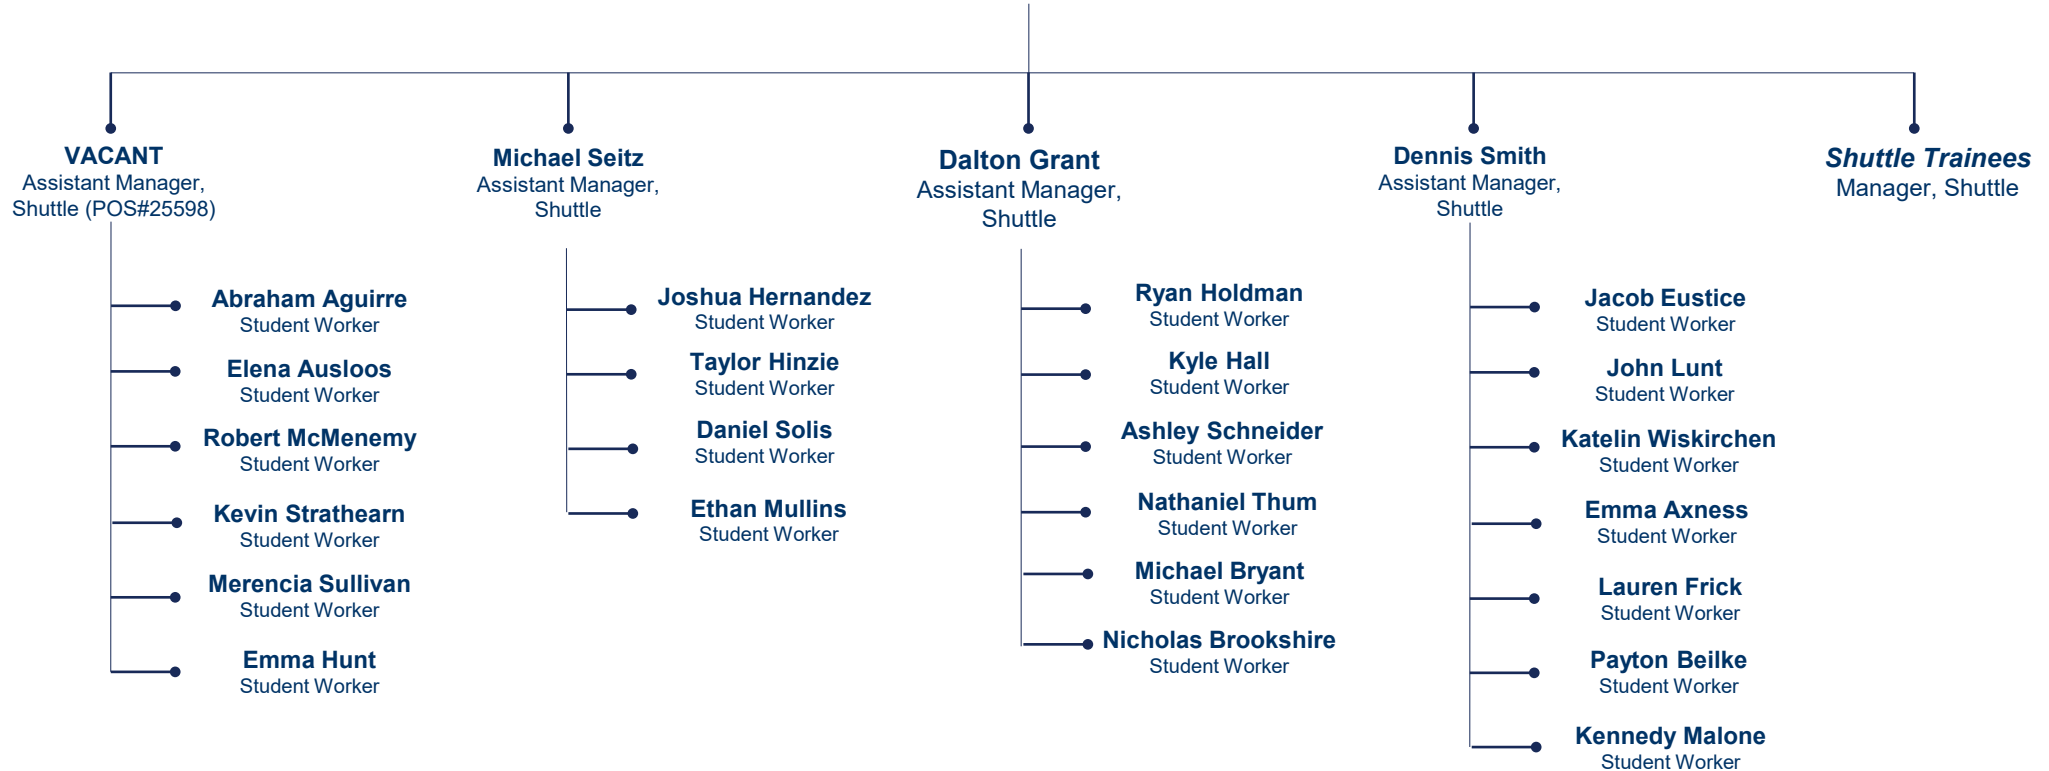 VACANT
Assistant Manager,
Shuttle (POS#25598)
Abraham Aguirre
Student Worker
Elena Ausloos
Student Worker
Robert McMenemy
Student Worker
Kevin Strathearn
Student Worker
Merencia Sullivan
Student Worker
Emma Hunt
Student Worker
Michael Seitz
Assistant Manager,
Shuttle
Joshua Hernandez
Student Worker
Taylor Hinzie
Student Worker
Daniel Solis
Student Worker
Ethan Mullins
Student Worker
Dalton Grant
Assistant Manager,
Shuttle
Ryan Holdman
Student Worker
Kyle Hall
Student Worker
Ashley Schneider
Student Worker
Nathaniel Thum
Student Worker
Michael Bryant
Student Worker
Nicholas Brookshire
Student Worker
Dennis Smith
Assistant Manager,
Shuttle
Jacob Eustice
Student Worker
John Lunt
Student Worker
Katelin Wiskirchen
Student Worker
Emma Axness
Student Worker
Lauren Frick
Student Worker
Payton Beilke
Student Worker
Kennedy Malone
Student Worker
Shuttle Trainees
Manager, Shuttle